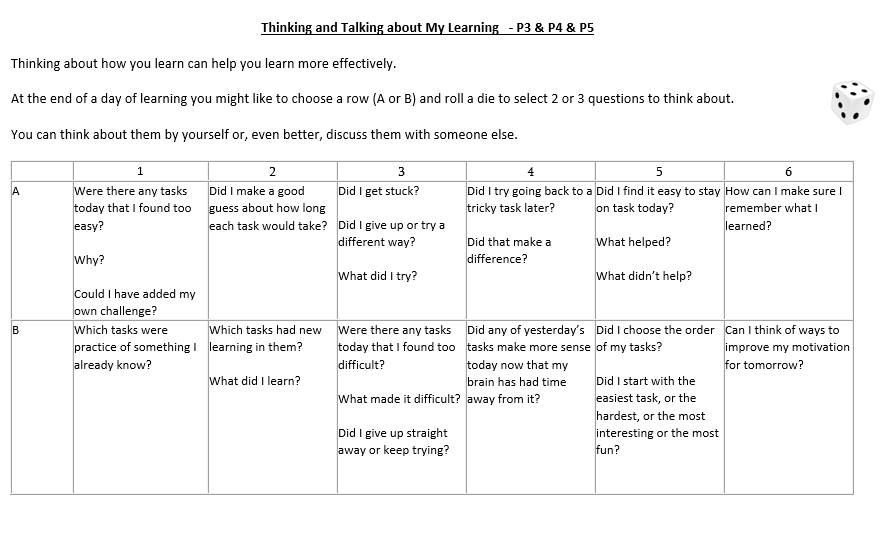 Thinking and Talking about My Learning - P3 & P4 & P5
Thinking about how you learn can help you learn more effectively.
At the end of a day of learning you might like to choose a row (A or B) and roll a die to select 2 or 3 questions to think about.
You can think about them by yourself or, even better, discuss them with someone else.
1
2
3
4
5
6
A
Were there any tasks
today that I found too
easy?
Why?
Could I have added my
own challenge?
Did I make a good
guess about how long
each task would take?
Did I get stuck?
Did I give up or try a
different way?
What did I try?
Did I try going back to a
tricky task later?
Did that make a
difference?
Did I find it easy to stay
on task today?
What helped?
What didn't help?
How can I make sure I
remember what I
learned?
B
Which tasks were
practice of something I
already know?
Which tasks had new
learning in them?
What did I learn?
Were there any tasks
today that I found too
difficult?
What made it difficult?
Did I give up straight
away or keep trying?
Did any of yesterday's
tasks make more sense
today now that my
brain has had time
away from it?
Did I choose the order
of my tasks?
Did I start with the
easiest task, or the
hardest, or the most
interesting or the most
fun?
Can I think of ways to
improve my motivation
for tomorrow?